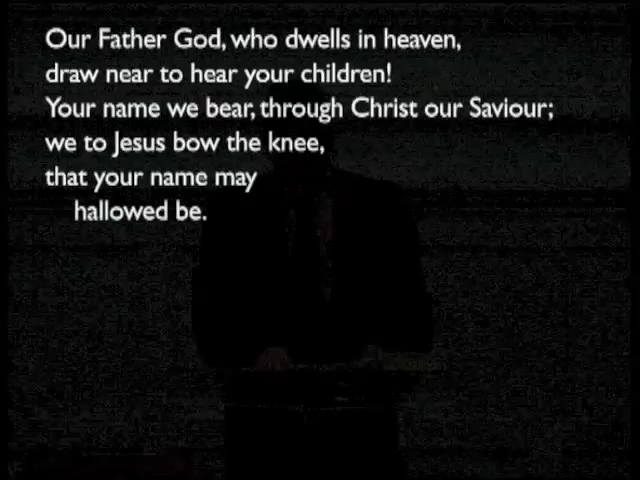 Our Father God, who dwells in heaven,
draw near to hear your children!
Your name we bear, through Christ our Saviour;
we to Jesus bow the knee,
that your name may
hallowed be.